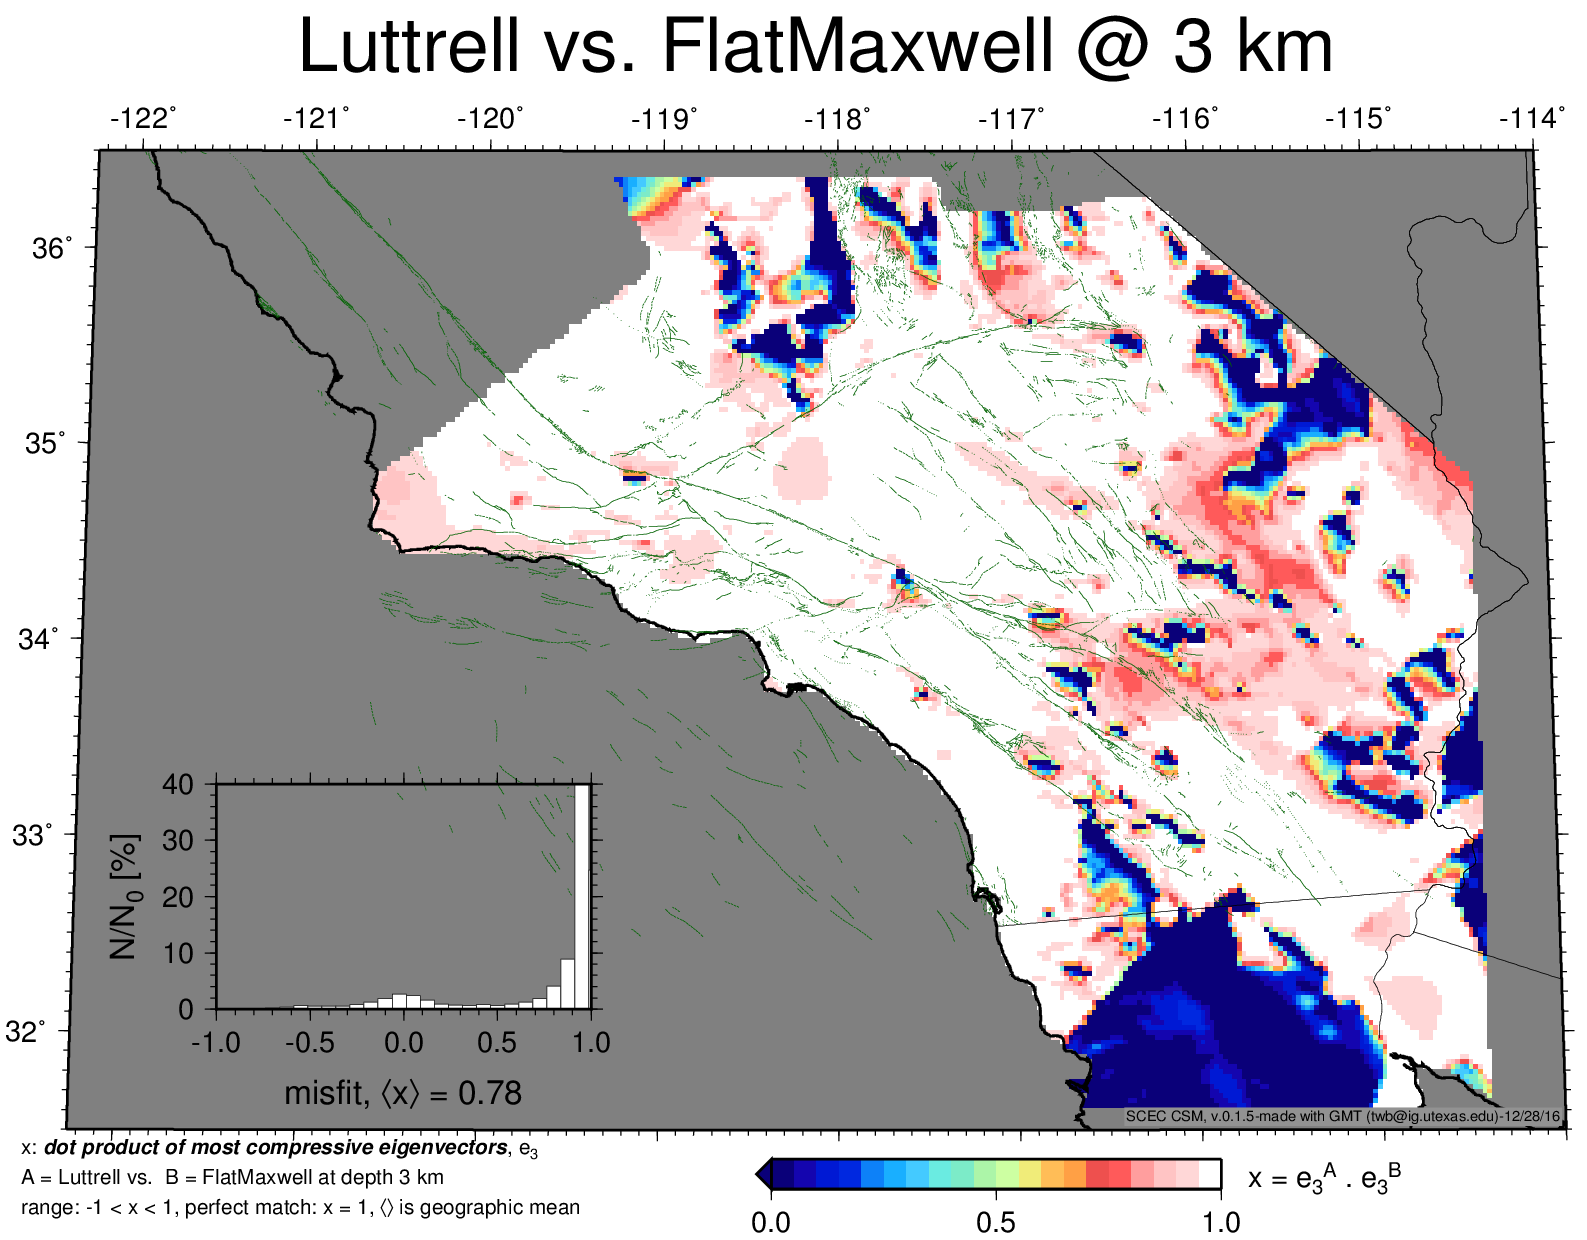 Luttrell vs. FlatMaxwell @ 3 km
-122° -121° -120° -119° -118° -117° -116° -115° -114°
36°
35°
34°
33°
32°
40
30
20
10
0
N/N₀ [%]
-1.0 -0.5 0.0 0.5 1.0
misfit, ⟨x⟩ = 0.78
SCEC CSM, v.0.1.5-made with GMT (twb@ig.utexas.edu)-12/28/16
x: dot product of most compressive eigenvectors, e₃
A = Luttrell vs. B = FlatMaxwell at depth 3 km
range: -1 < x < 1, perfect match: x = 1, ⟨⟩ is geographic mean
x = e₃ᴬ . e₃ᴮ
0.0 0.5 1.0